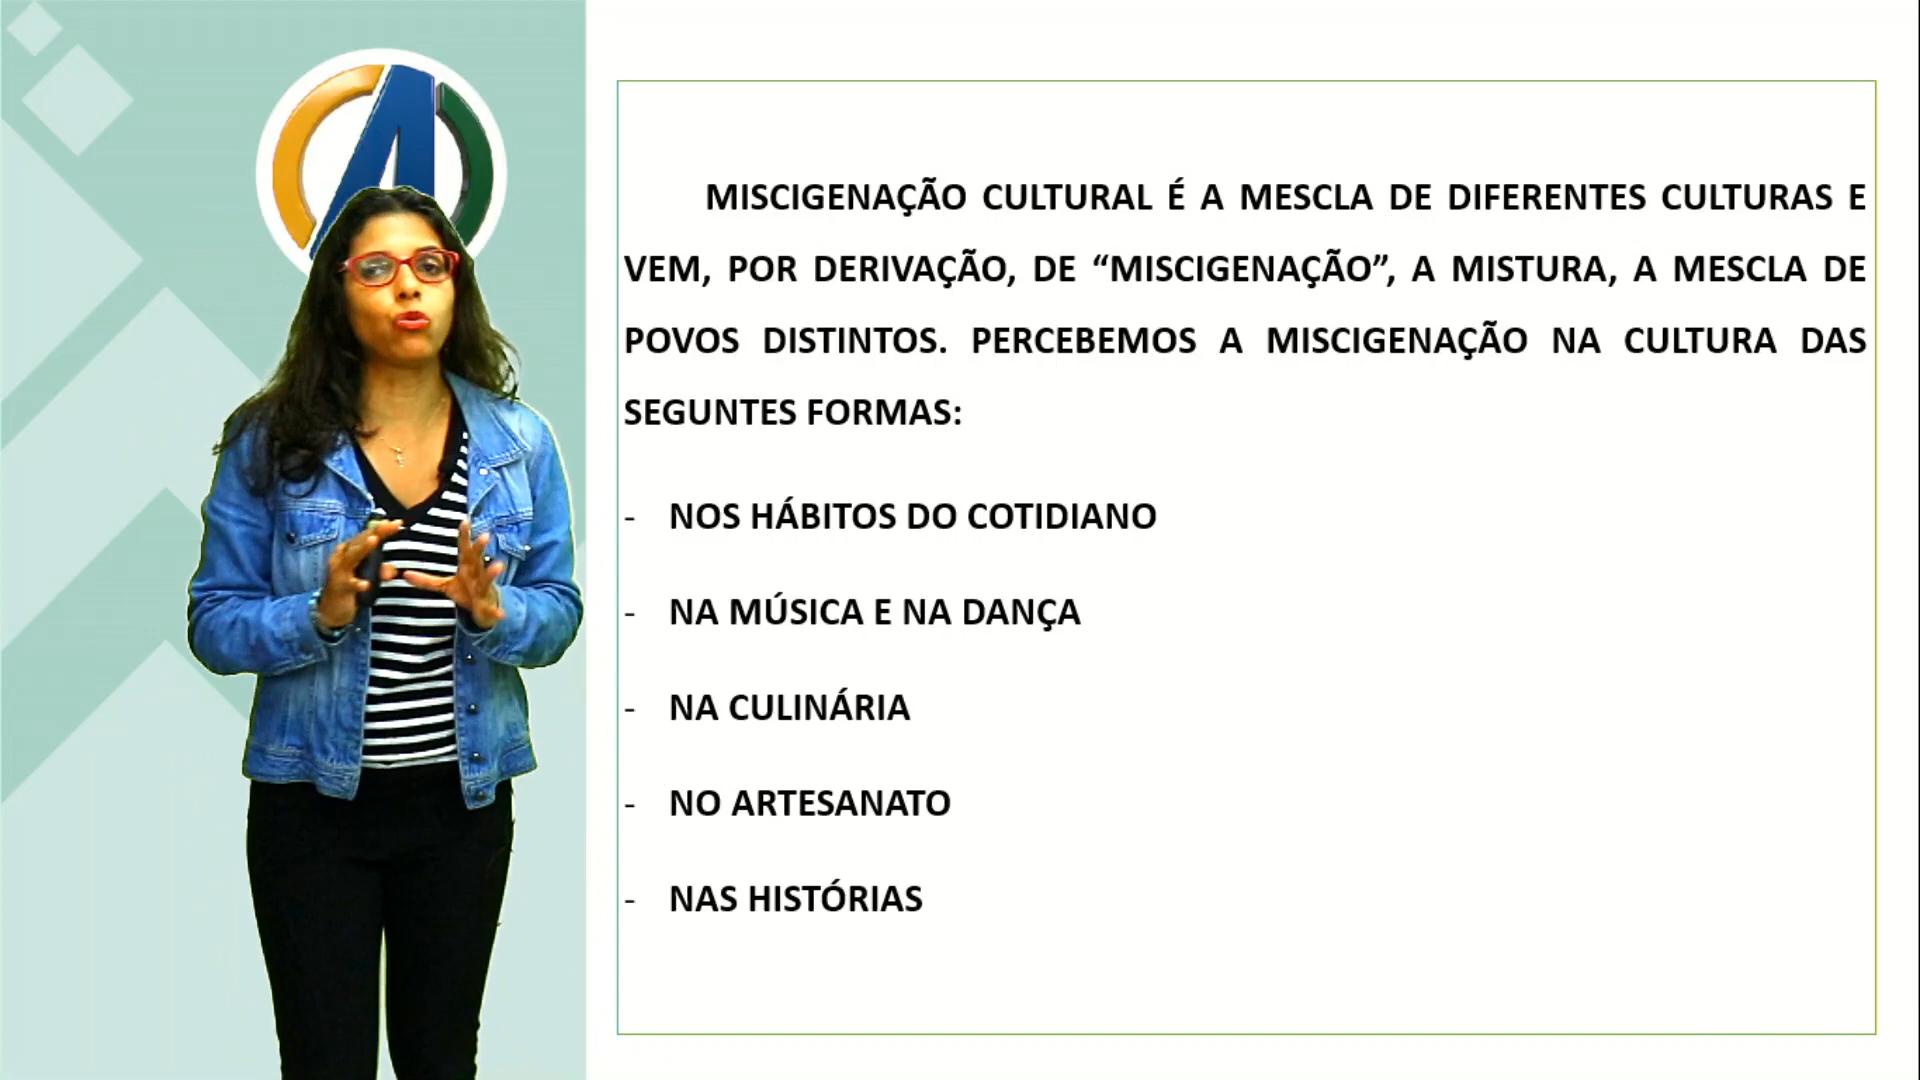 MISCIGENAÇÃO CULTURAL É A MESCLA DE DIFERENTES CULTURAS E
VEM, POR DERIVAÇÃO, DE “MISCIGENAÇÃO”, A MISTURA, A MESCLA DE
POVOS DISTINTOS. PERCEBEMOS A MISCIGENAÇÃO NA CULTURA DAS
SEGUNTES FORMAS:
- NOS HÁBITOS DO COTIDIANO
- NA MÚSICA E NA DANÇA
- NA CULINÁRIA
- NO ARTESANATO
- NAS HISTÓRIAS